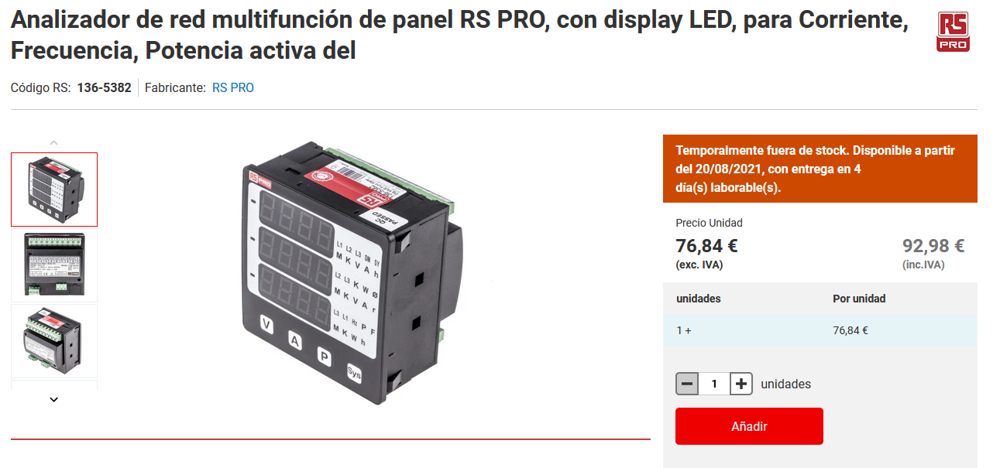 Analizador de red multifunción de panel RS PRO, con display LED, para Corriente,
Frecuencia, Potencia activa del
RS
PRO
Código RS: 136-5382 Fabricante: RS PRO
Temporalmente fuera de stock. Disponible a partir
del 20/08/2021, con entrega en 4
día(s) laborable(s).
Precio Unidad
76,84 € 92,98 €
(exc. IVA) (inc.IVA)
unidades Por unidad
1 + 76,84 €
1 unidades
Añadir
RS PRO
RS
PRO
QC
PASSED
L1 L2 L3 DM SY
M K V A h
L2 L3 K W Ø
M K V A r
L3 L1 Hz P F
M K W h
V A P Sys